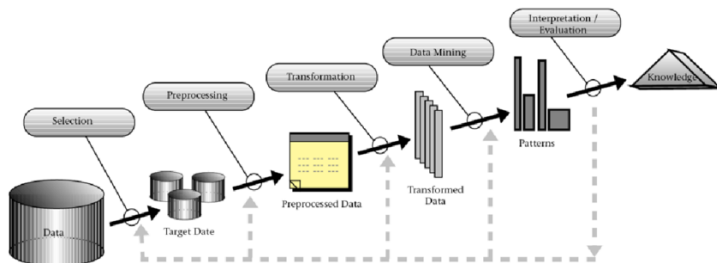 Interpretation /
Evaluation
Data Mining
Transformation
Preprocessing
Selection
Knowledge
Patterns
Transformed
Data
Preprocessed Data
Target Date
Data